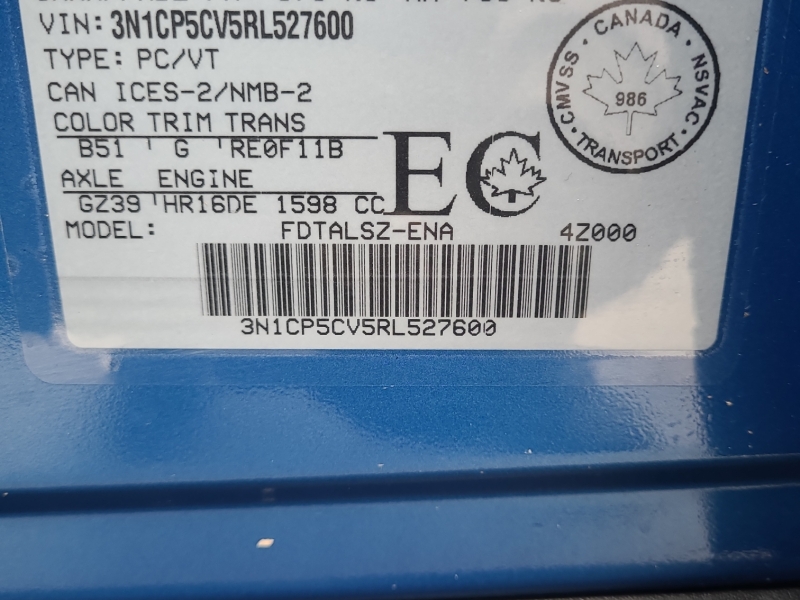 VIN: 3N1CP5CV5RL527600
TYPE: PC/VT
CAN ICES-2/NMB-2
COLOR TRIM TRANS
B51 G RE0F11B
AXLE ENGINE
GZ39 HR16DE 1598 CC
EC
MODEL: FDTALSZ-ENA 4Z000
3N1CP5CV5RL527600
CANADA
CMVSS
NSVAC
986
TRANSPORT